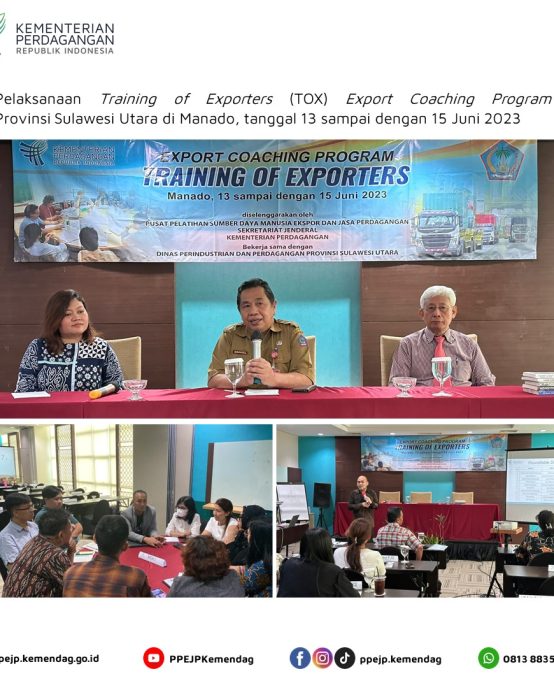 KEMENTERIAN
PERDAGANGAN
REPUBLIK INDONESIA
Pelaksanaan Training of Exporters (TOX) Export Coaching Program
Provinsi Sulawesi Utara di Manado, tanggal 13 sampai dengan 15 Juni 2023
KEMENTERIAN
PERDAGANGAN
REPUBLIK INDONESIA
EXPORT COACHING PROGRAM
TRAINING OF EXPORTERS
Manado, 13 sampai dengan 15 Juni 2023
diselenggarakan oleh
PUSAT PELATIHAN SUMBER DAYA MANUSIA EKSPOR DAN JASA PERDAGANGAN
SEKRETARIAT JENDERAL
KEMENTERIAN PERDAGANGAN
Bekerja sama dengan
DINAS PERINDUSTRIAN DAN PERDAGANGAN PROVINSI SULAWESI UTARA
EXPORT COACHING PROGRAM
TRAINING OF EXPORTERS
pejp.kemendag.go.id
PPEJPKemendag
ppejp.kemendag
0813 8835